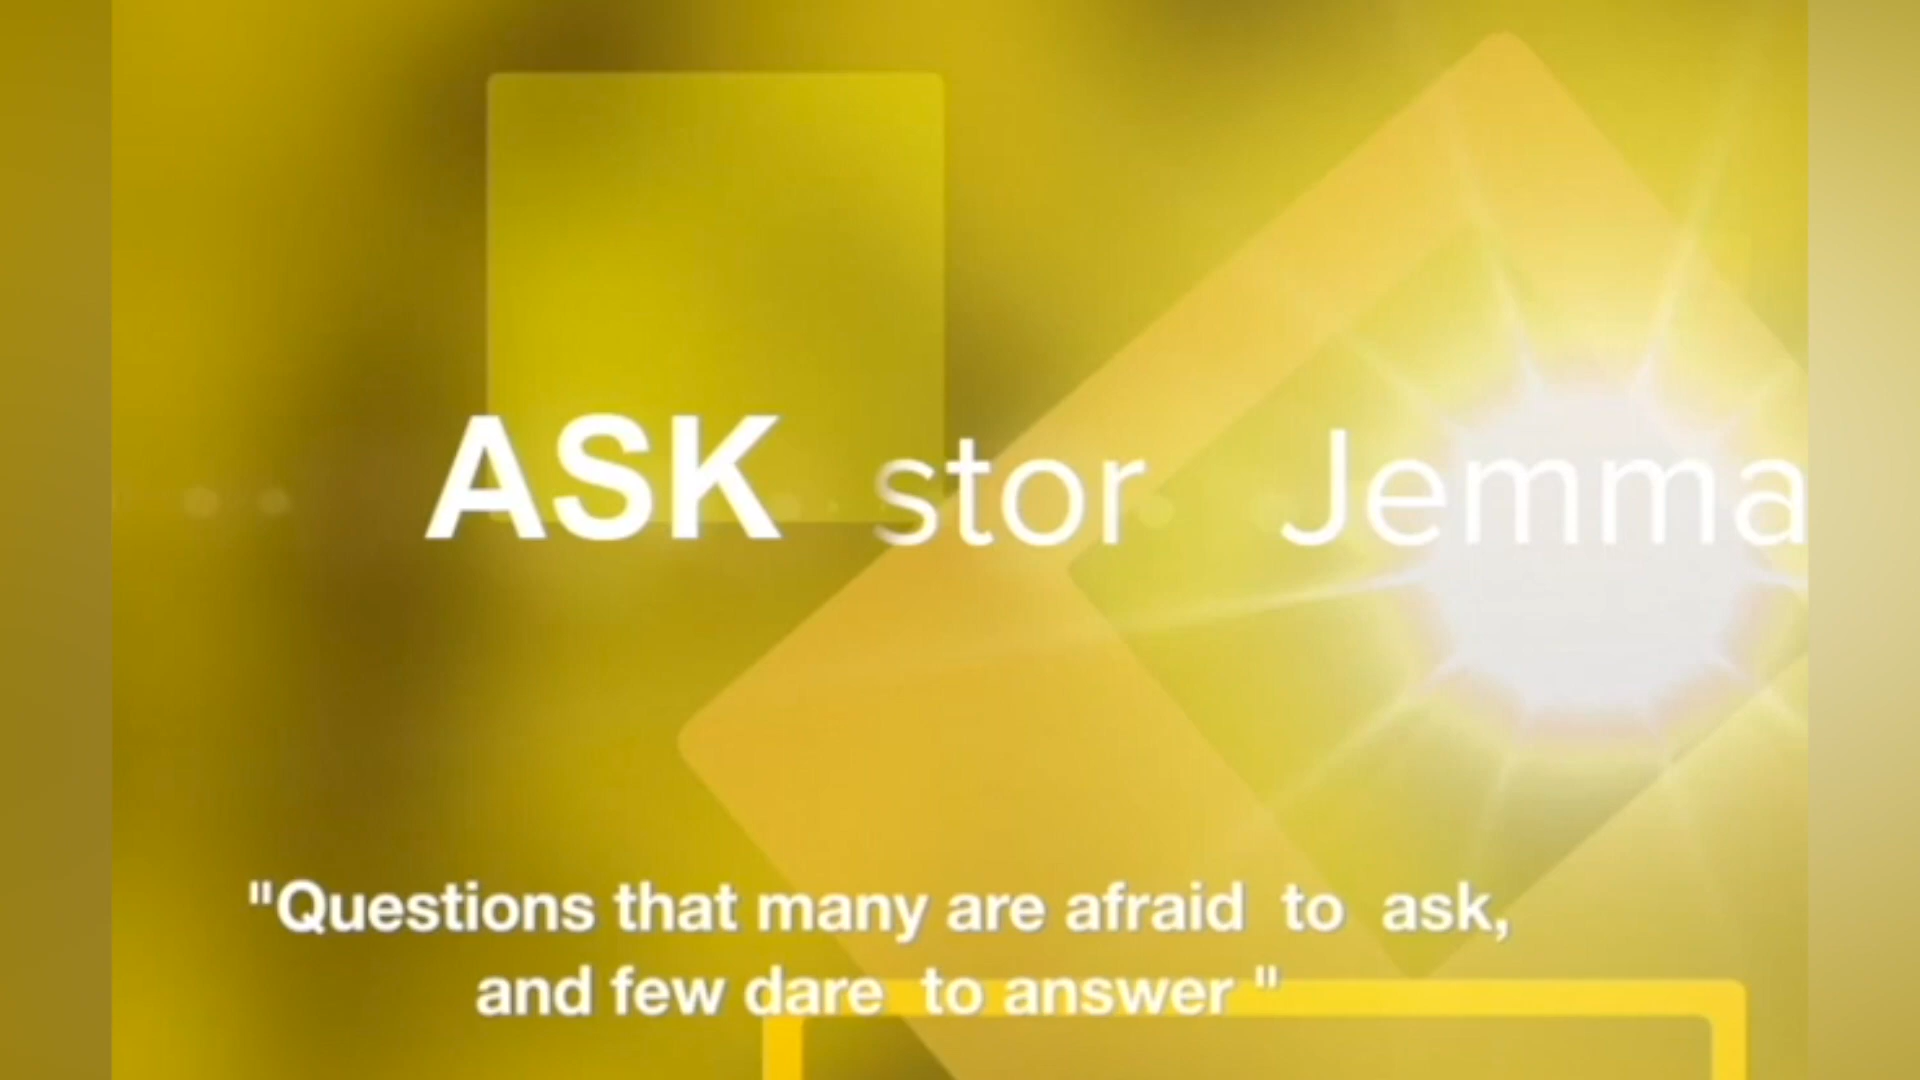 ASK stor Jemma
"Questions that many are afraid to ask,
and few dare to answer "